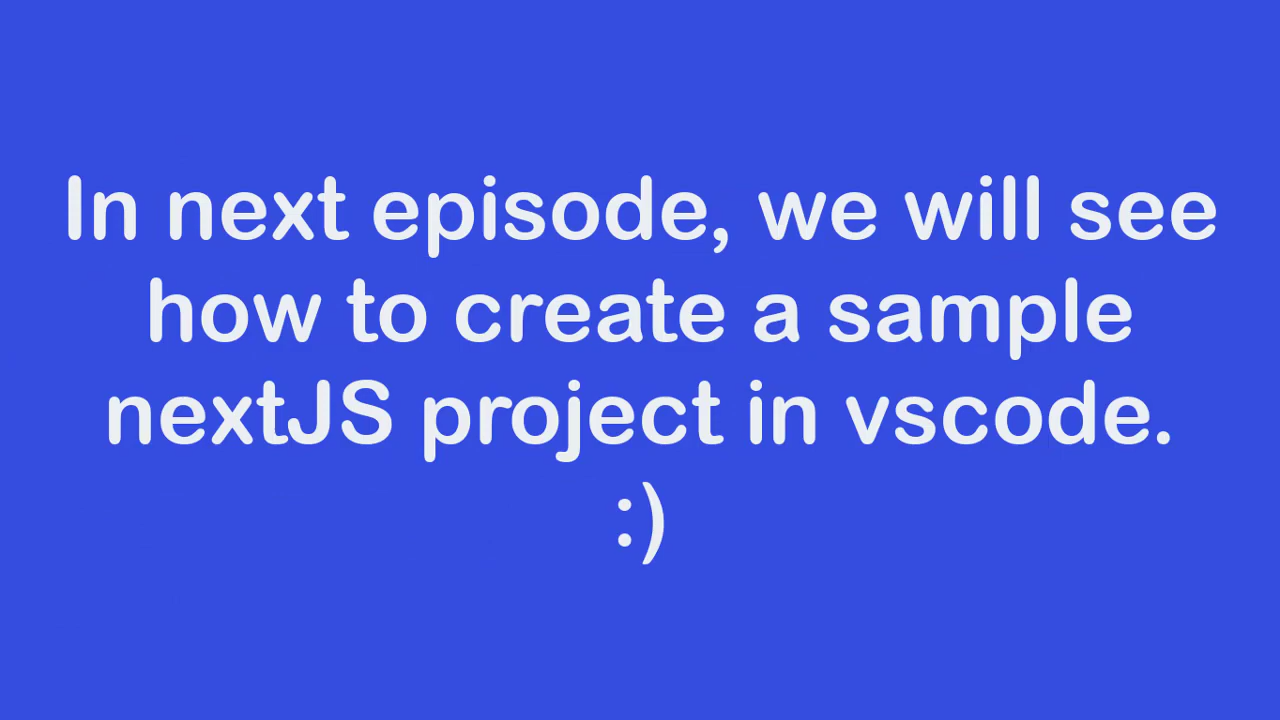 In next episode, we will see
how to create a sample
nextJS project in vscode.
:)